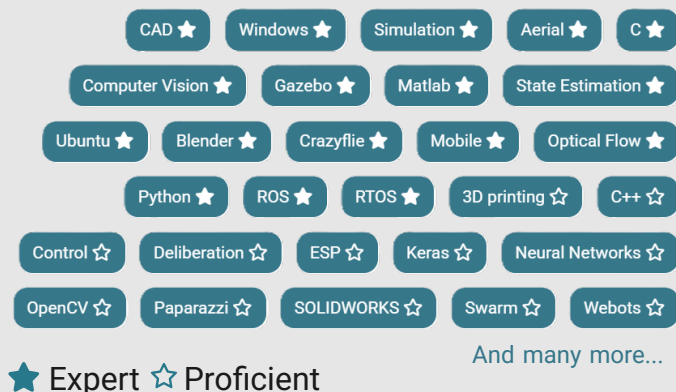 CAD ★ Windows ★ Simulation ★ Aerial ★ C ★
Computer Vision ★ Gazebo ★ Matlab ★ State Estimation ★
Ubuntu ★ Blender ★ Crazyflie ★ Mobile ★ Optical Flow ★
Python ★ ROS ★ RTOS ★ 3D printing ☆ C++ ☆
Control ☆ Deliberation ☆ ESP ☆ Keras ☆ Neural Networks ☆
OpenCV ☆ Paparazzi ☆ SOLIDWORKS ☆ Swarm ☆ Webots ☆
And many more...
★ Expert ☆ Proficient